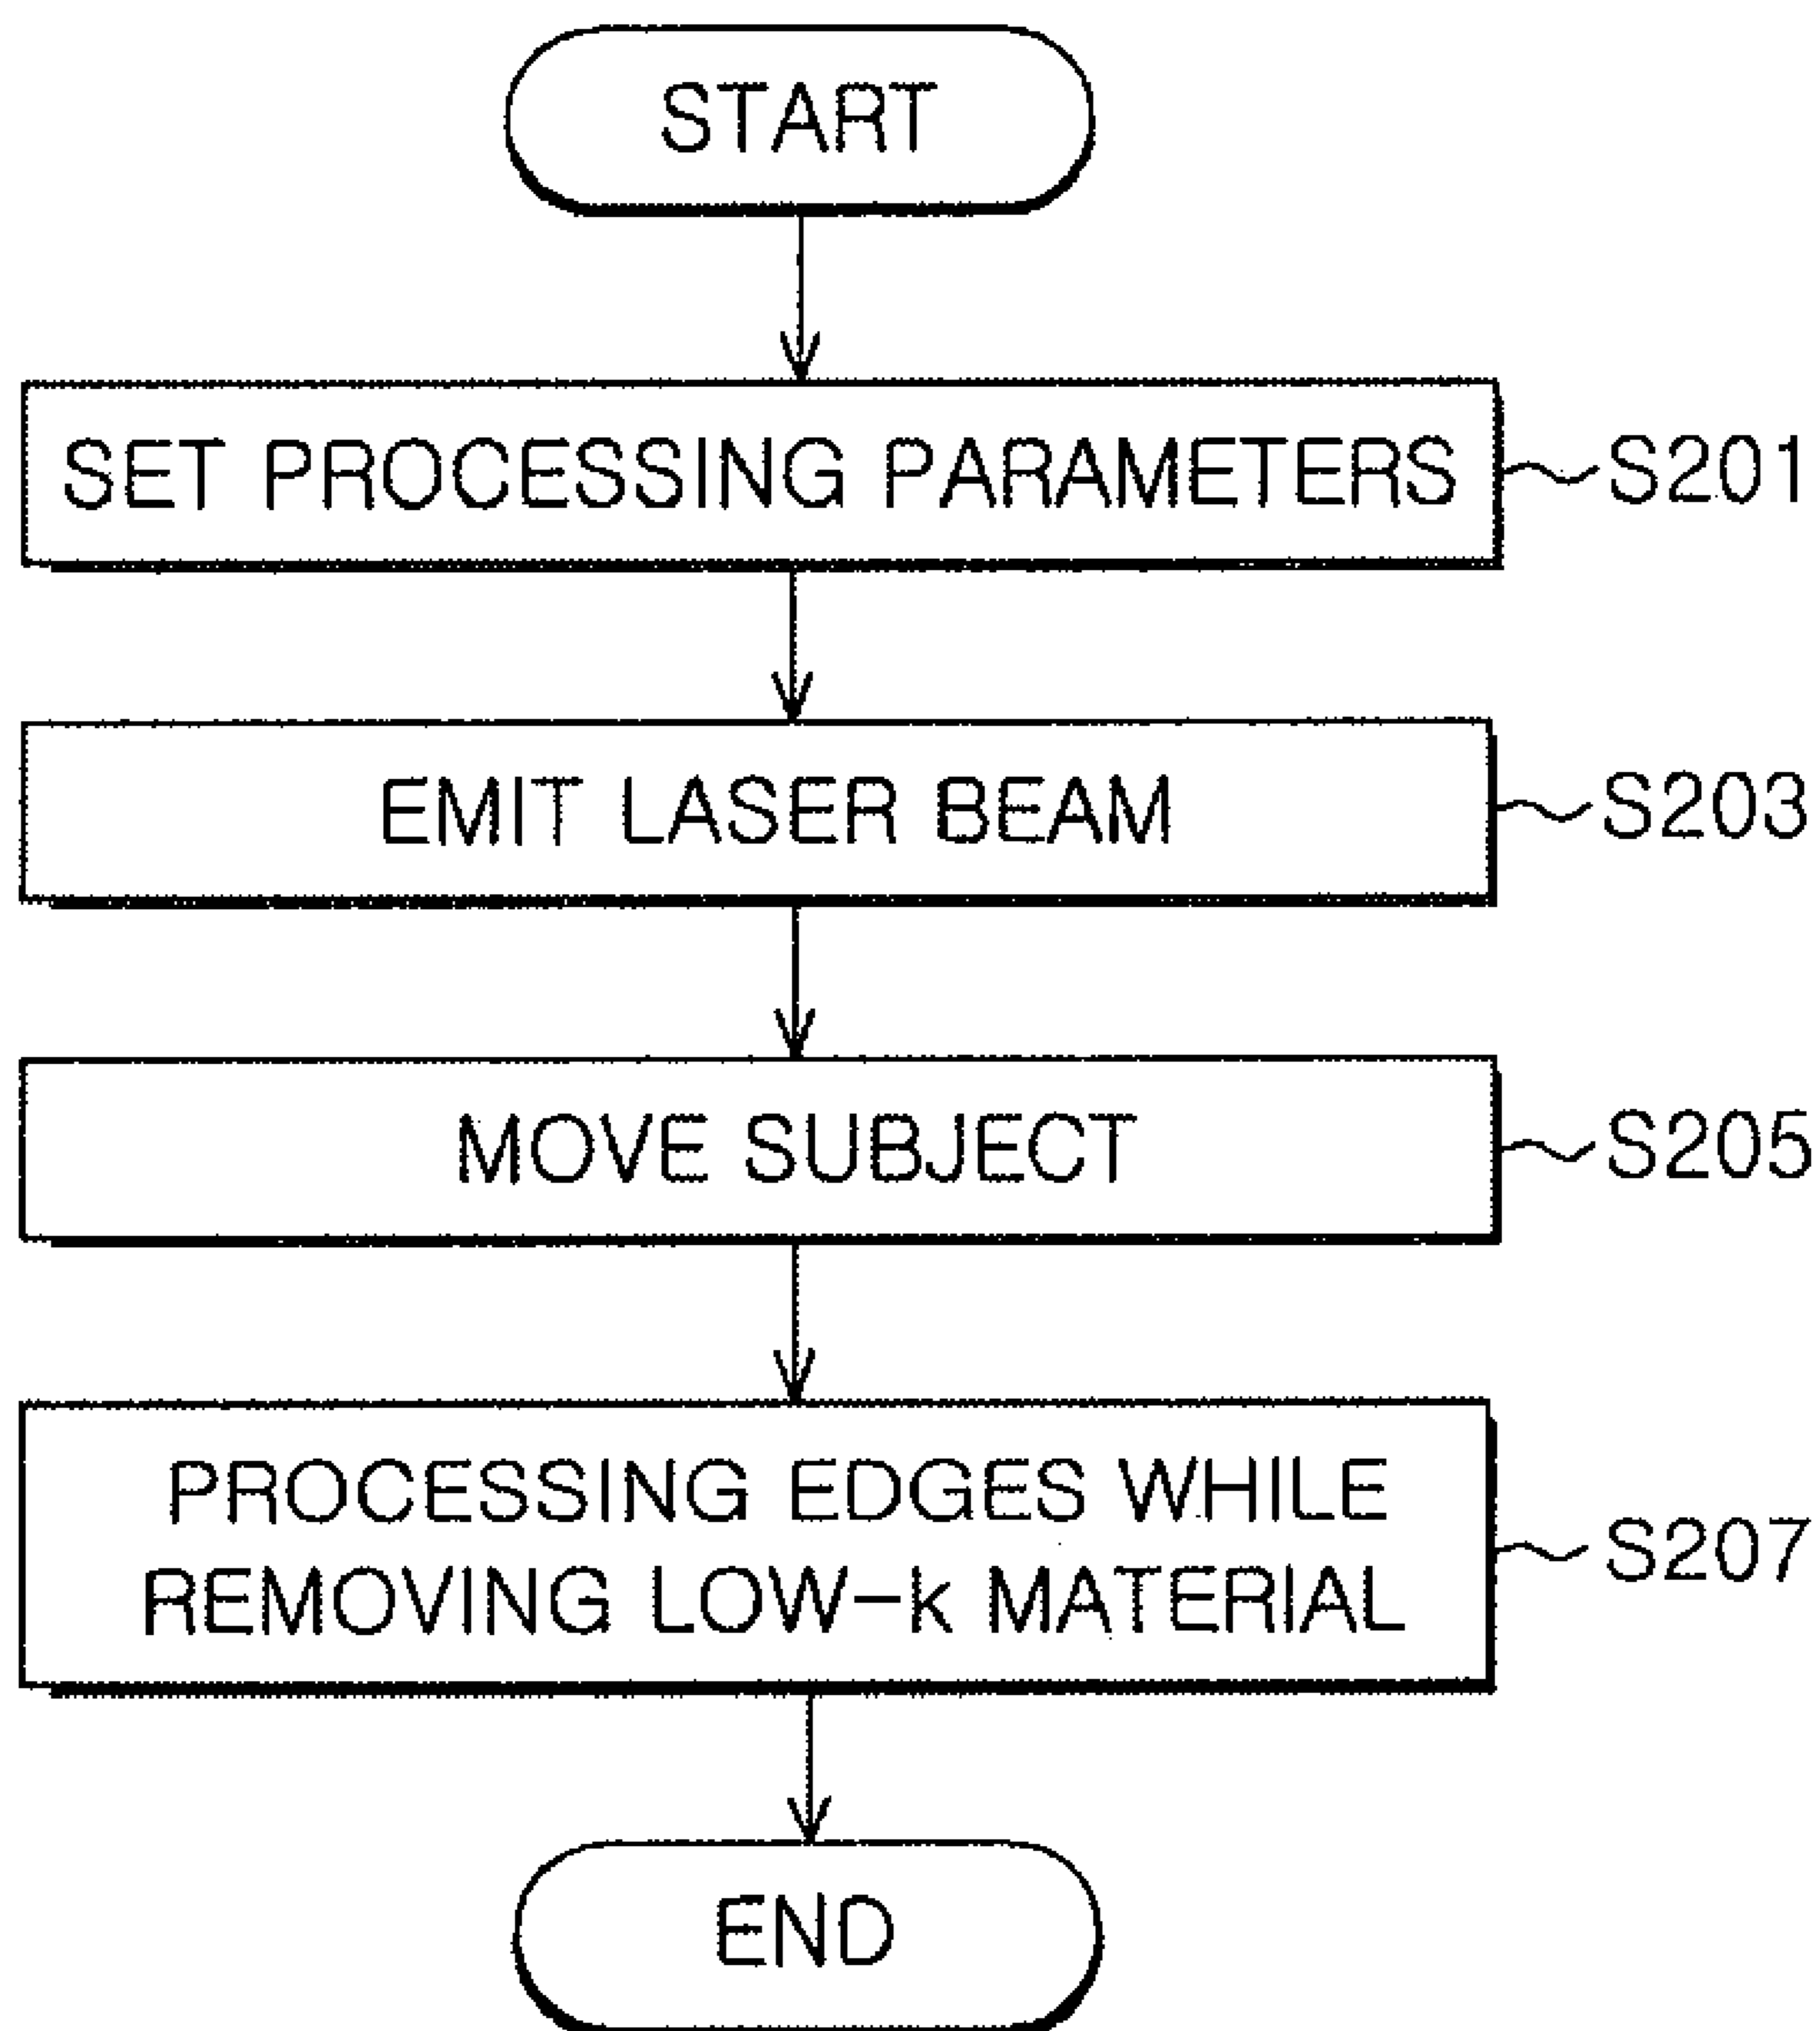 START
SET PROCESSING PARAMETERS
S201
EMIT LASER BEAM
S203
MOVE SUBJECT
S205
PROCESSING EDGES WHILE
REMOVING LOW-k MATERIAL
S207
END